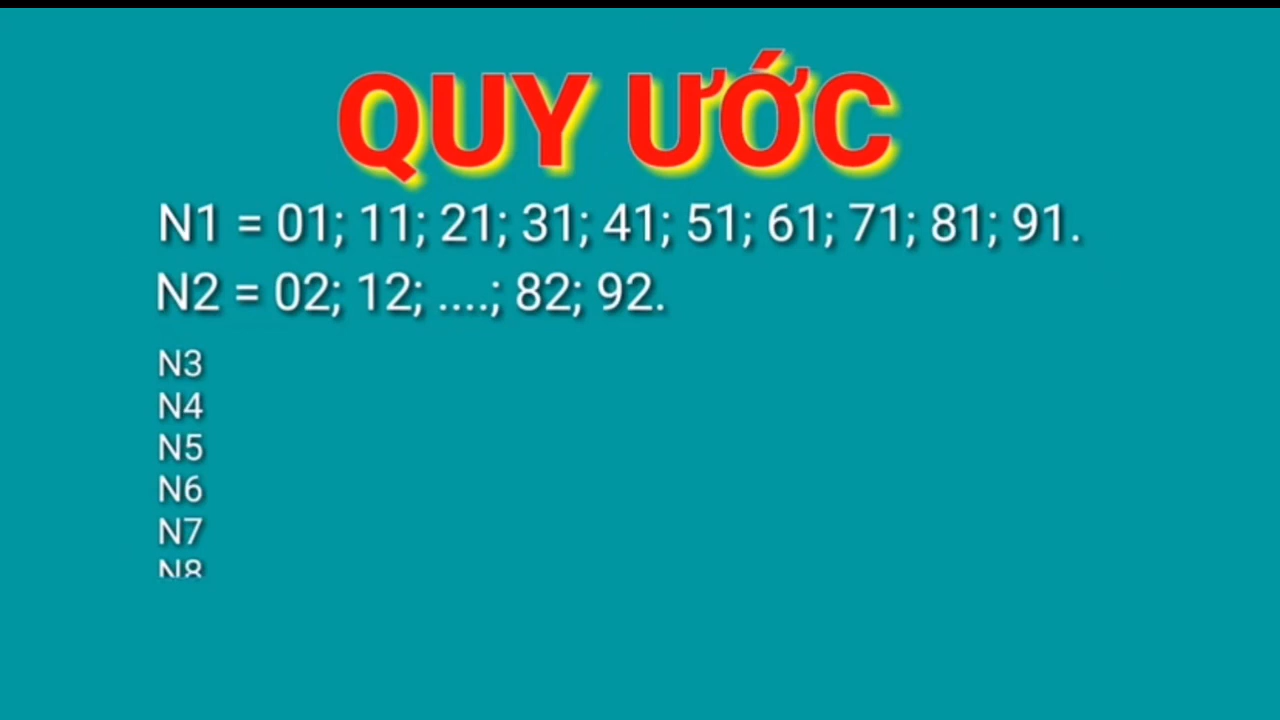 QUY ƯỚC
N1 = 01; 11; 21; 31; 41; 51; 61; 71; 81; 91.
N2 = 02; 12; ....; 82; 92.
N3
N4
N5
N6
N7
N8